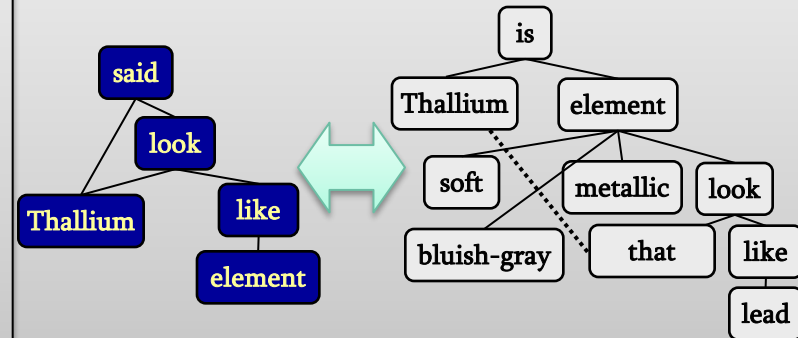 said
look
Thallium
like
element
is
Thallium
element
soft
metallic
look
bluish-gray
that
like
lead